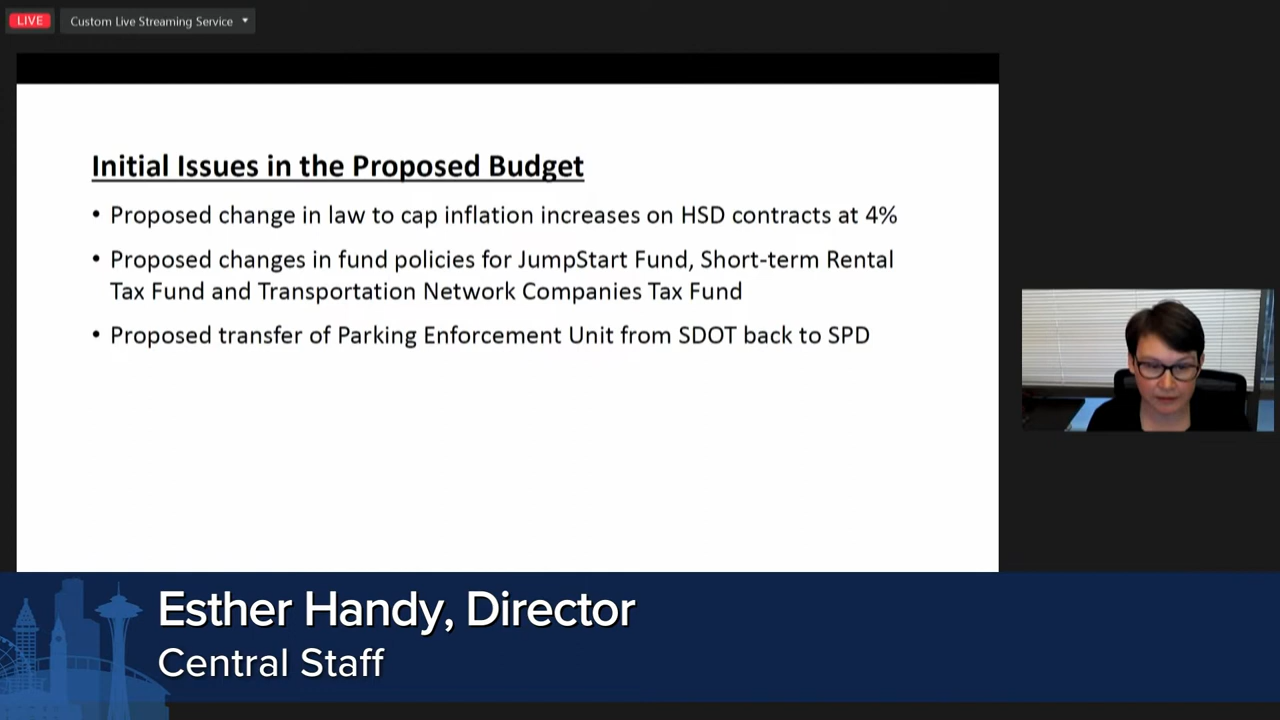 LIVE
Custom Live Streaming Service
Initial Issues in the Proposed Budget
• Proposed change in law to cap inflation increases on HSD contracts at 4%
• Proposed changes in fund policies for JumpStart Fund, Short-term Rental
Tax Fund and Transportation Network Companies Tax Fund
• Proposed transfer of Parking Enforcement Unit from SDOT back to SPD
Esther Handy, Director
Central Staff